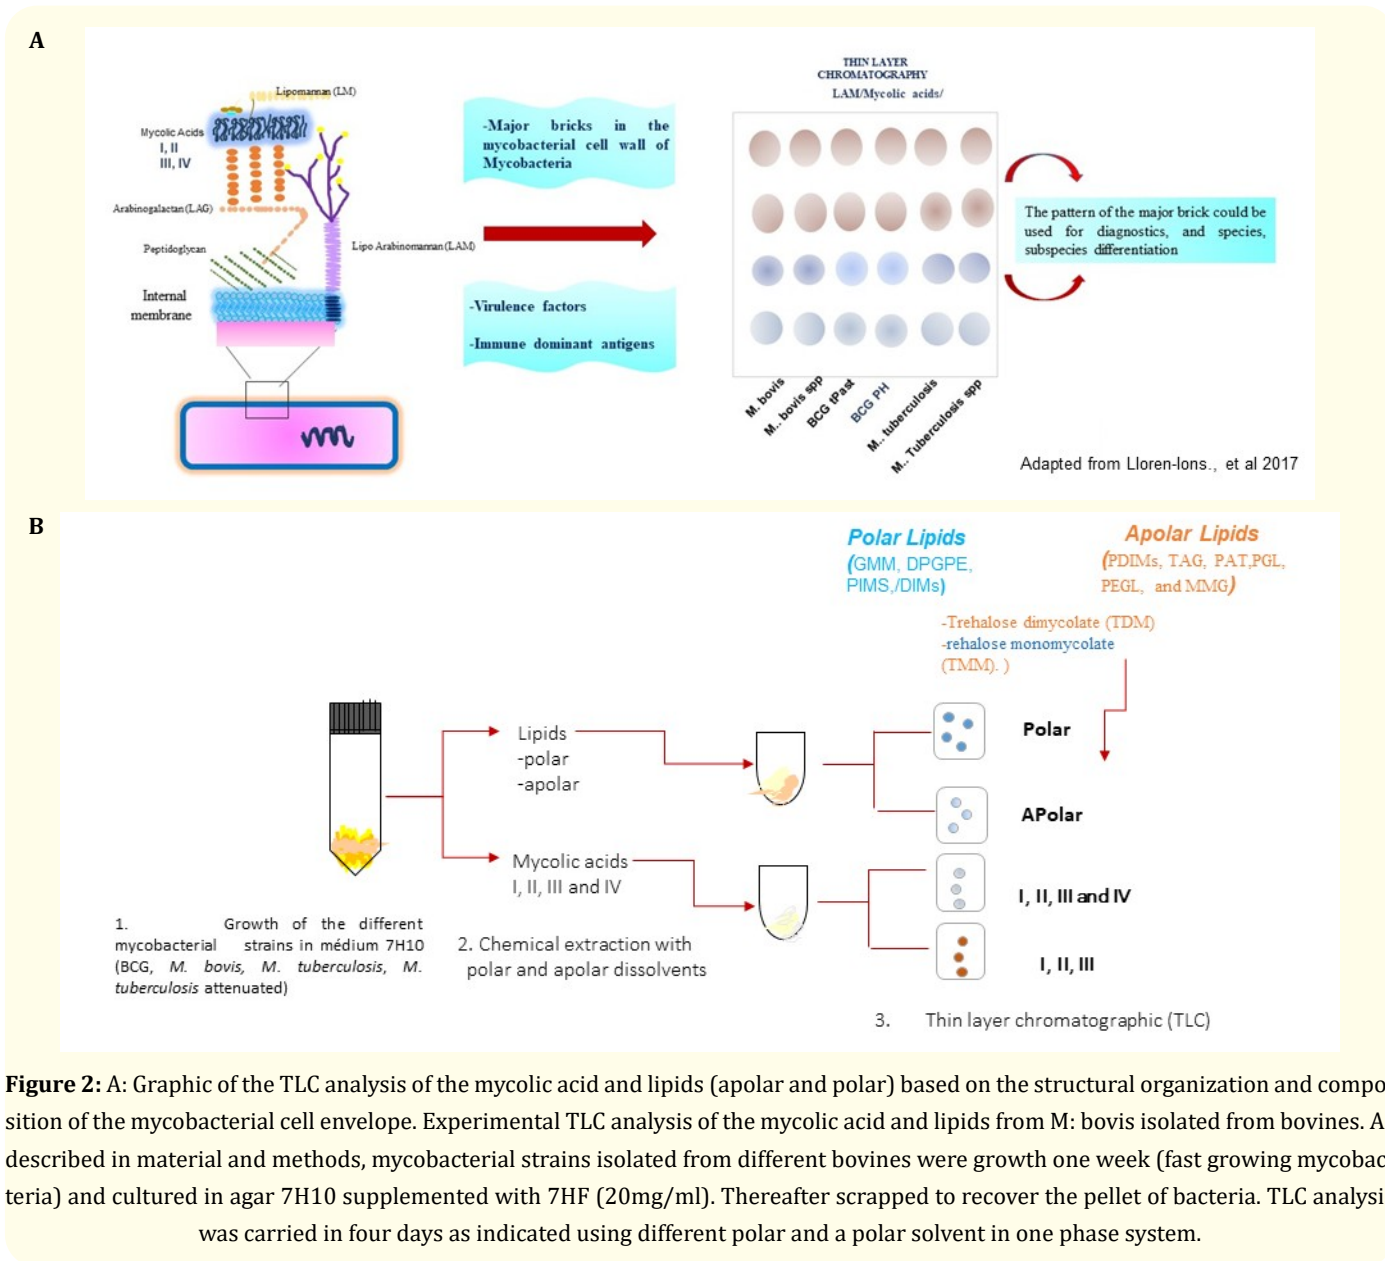 A
Lipomannan (LM)
Mycolic Acids
I, II
III, IV
Arabinogalactan (LAG)
Peptidoglycan
Lipo Arabinomannan (LAM)
Internal
membrane
-Major bricks in the
mycobacterial cell wall of
Mycobacteria
-Virulence factors
-Immune dominant antigens
THIN LAYER
CHROMATOGRAPHY
LAM/Mycolic acids/
M. bovis
M.. bovis spp
BCG tPast
BCG PH
M.. tuberculosis
M.. Tuberculosis spp
The pattern of the major brick could be
used for diagnostics, and species,
subspecies differentiation
Adapted from Lloren-Ions., et al 2017
B
Polar Lipids
(GMM, DPGPE,
PIMS,/DIMs)
Apolar Lipids
(PDIMs, TAG, PAT,PGL,
PEGL, and MMG)
-Trehalose dimycolate (TDM)
-rehalose monomycolate
(TMM). )
Lipids
-polar
-apolar
Mycolic acids
I, II, III and IV
Polar
APolar
I, II, III and IV
I, II, III
1. Growth of the different
mycobacterial strains in médium 7H10
(BCG, M. bovis, M. tuberculosis, M.
tuberculosis attenuated)
2. Chemical extraction with
polar and apolar dissolvents
3. Thin layer chromatographic (TLC)
Figure 2: A: Graphic of the TLC analysis of the mycolic acid and lipids (apolar and polar) based on the structural organization and compo
sition of the mycobacterial cell envelope. Experimental TLC analysis of the mycolic acid and lipids from M: bovis isolated from bovines. A
described in material and methods, mycobacterial strains isolated from different bovines were growth one week (fast growing mycobac
teria) and cultured in agar 7H10 supplemented with 7HF (20mg/ml). Thereafter scrapped to recover the pellet of bacteria. TLC analysi
was carried in four days as indicated using different polar and a polar solvent in one phase system.